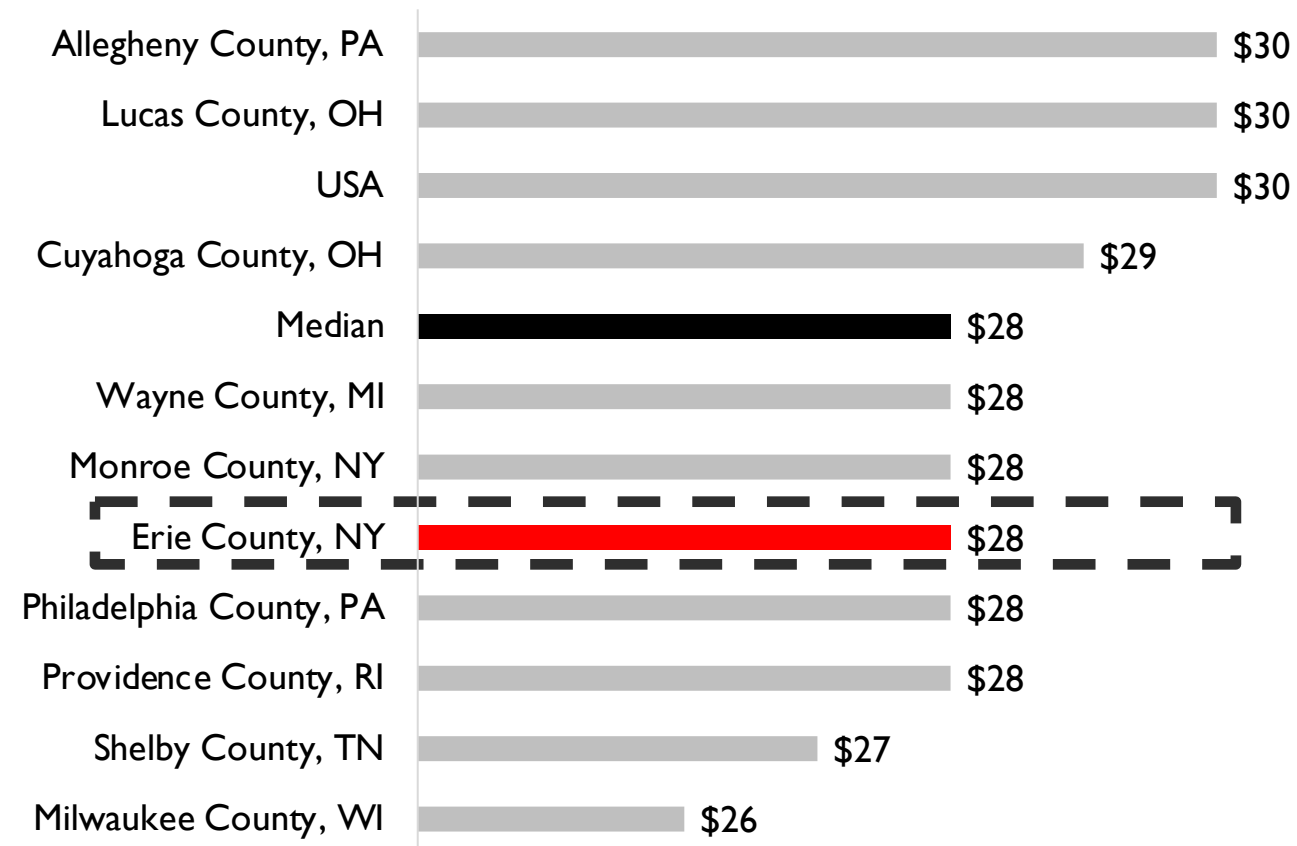 Allegheny County, PA $30
Lucas County, OH $30
USA $30
Cuyahoga County, OH $29
Median $28
Wayne County, MI $28
Monroe County, NY $28
Erie County, NY $28
Philadelphia County, PA $28
Providence County, RI $28
Shelby County, TN $27
Milwaukee County, WI $26